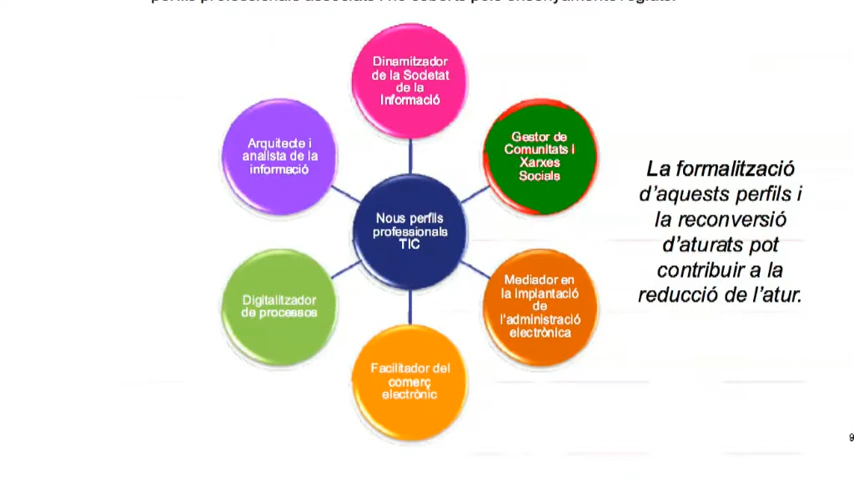 Dinamitzador
de la Societat
de la
Informació
Gestor de
Comunitats i
Xarxes
Socials
Arquitecte i
analista de la
informació
Nous perfils
professionals
TIC
La formalització
d'aquests perfils i
la reconversió
d'aturats pot
contribuir a la
reducció de l'atur.
Digitalitzador
de processos
Mediador en
la implantació
de
l'administració
electrònica
Facilitador del
comerç
electrònic
9